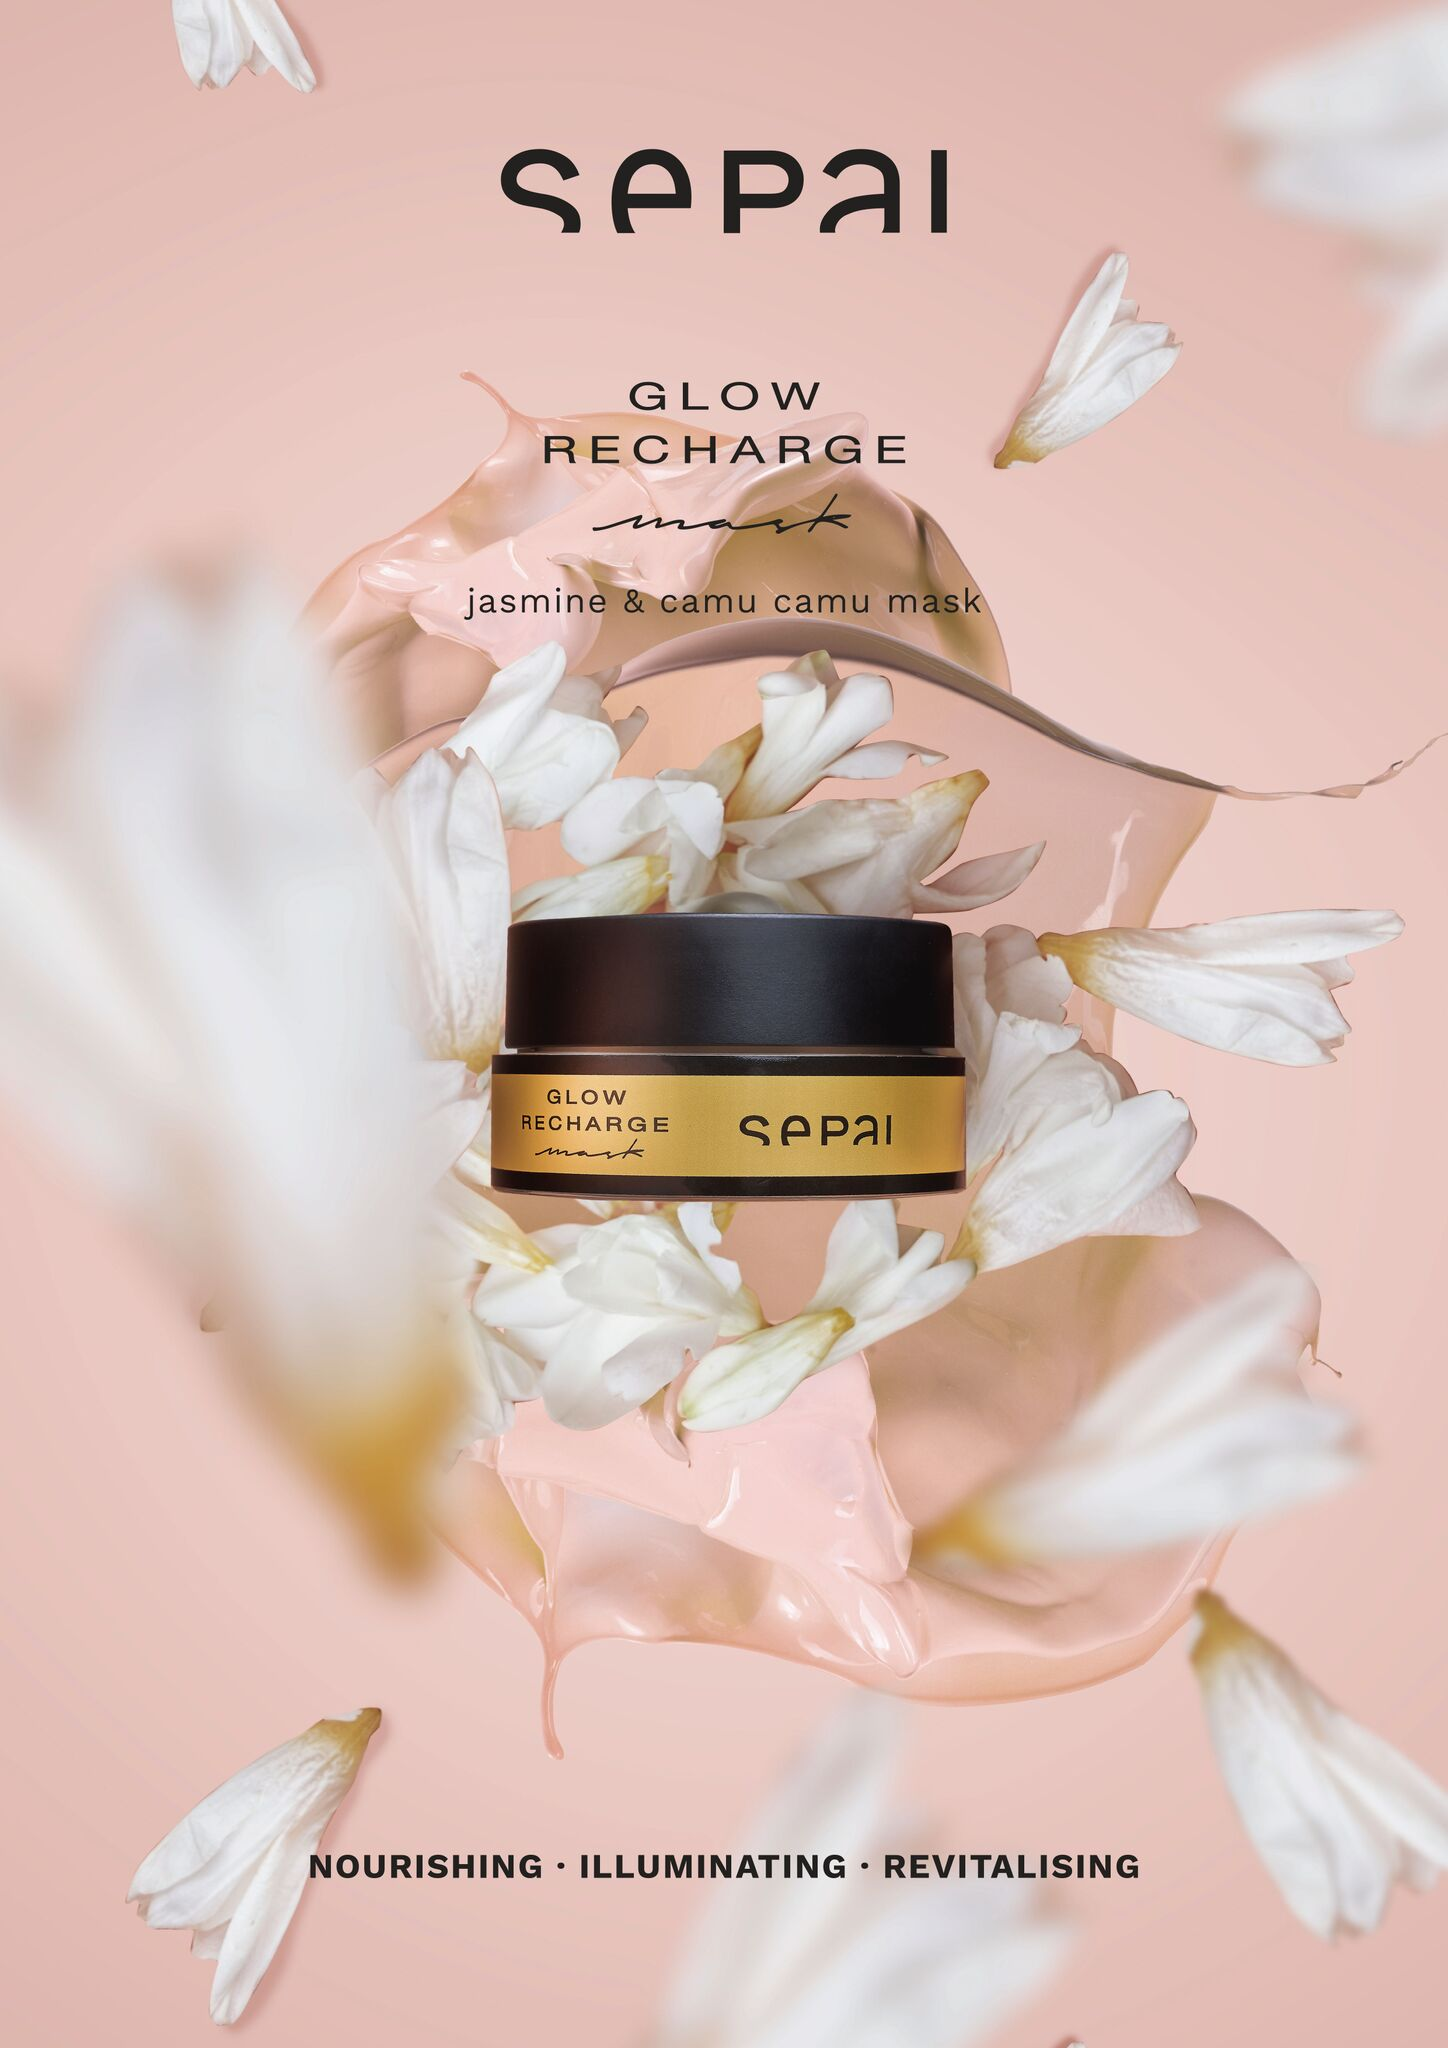 sepai
GLOW
RECHARGE
mask
jasmine & camu camu mask
GLOW
RECHARGE
mask
sepai
NOURISHING · ILLUMINATING · REVITALISING